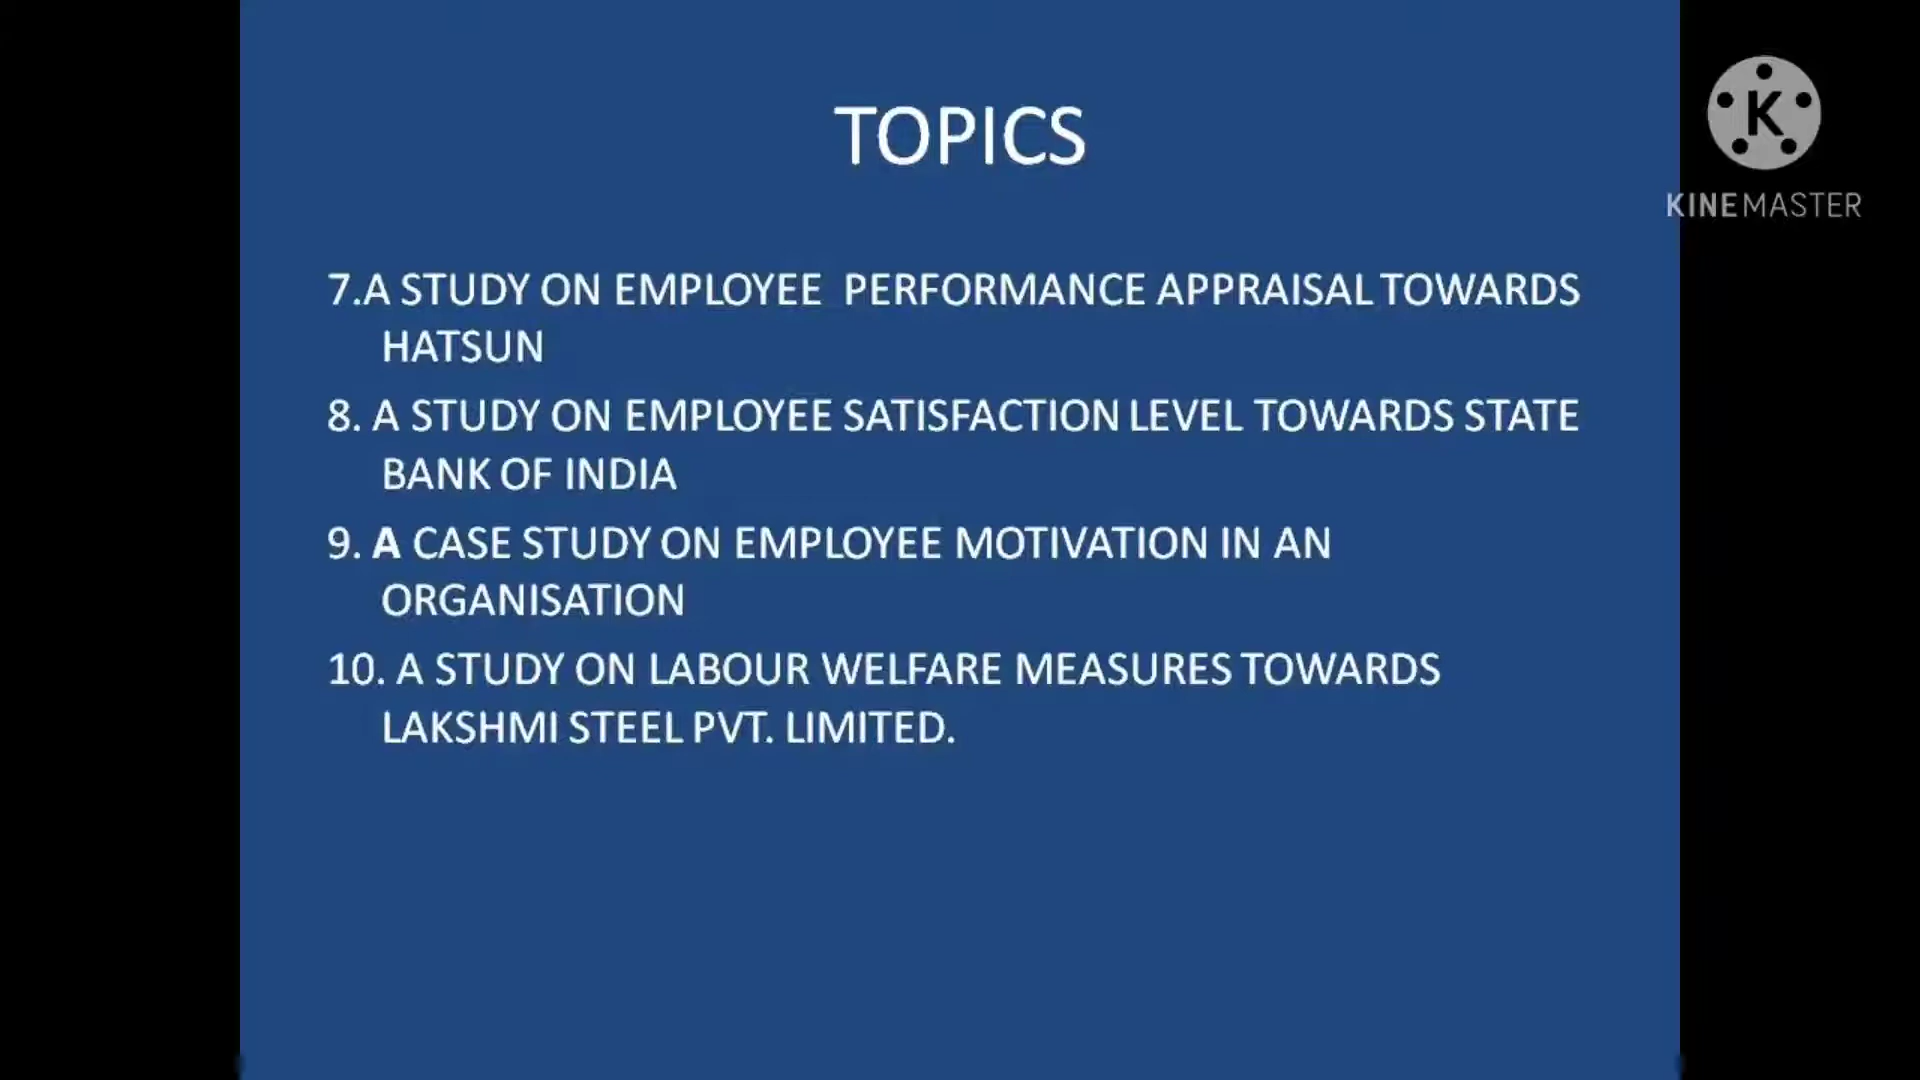 TOPICS
K
KINEMASTER
7.A STUDY ON EMPLOYEE PERFORMANCE APPRAISAL TOWARDS
HATSUN
8. A STUDY ON EMPLOYEE SATISFACTION LEVEL TOWARDS STATE
BANK OF INDIA
9. A CASE STUDY ON EMPLOYEE MOTIVATION IN AN
ORGANISATION
10. A STUDY ON LABOUR WELFARE MEASURES TOWARDS
LAKSHMI STEEL PVT. LIMITED.